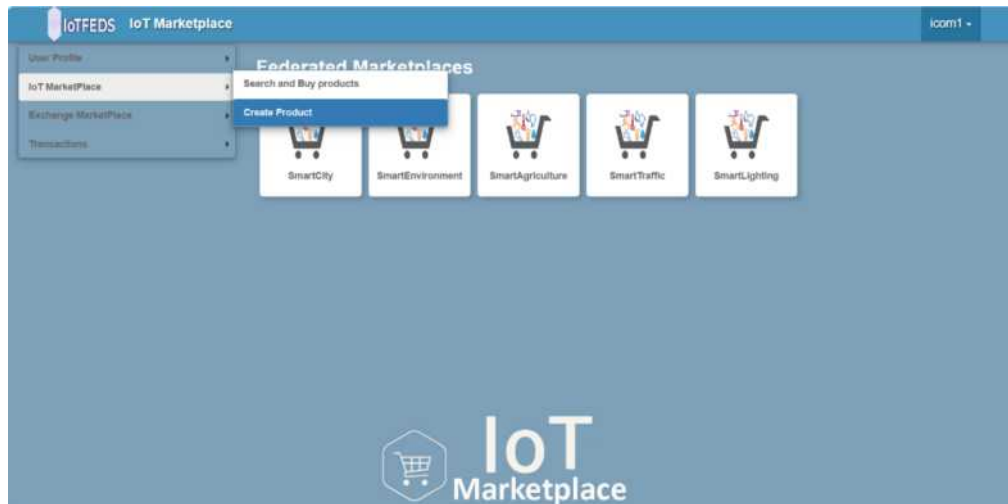 IoTFEDS IoT Marketplace
icom1
User Profile
IoT MarketPlace
Exchange MarketPlace
Transactions
Federated Marketplaces
Search and Buy products
Create Product
SmartCity
SmartEnvironment
SmartAgriculture
SmartTraffic
SmartLighting
IoT
Marketplace